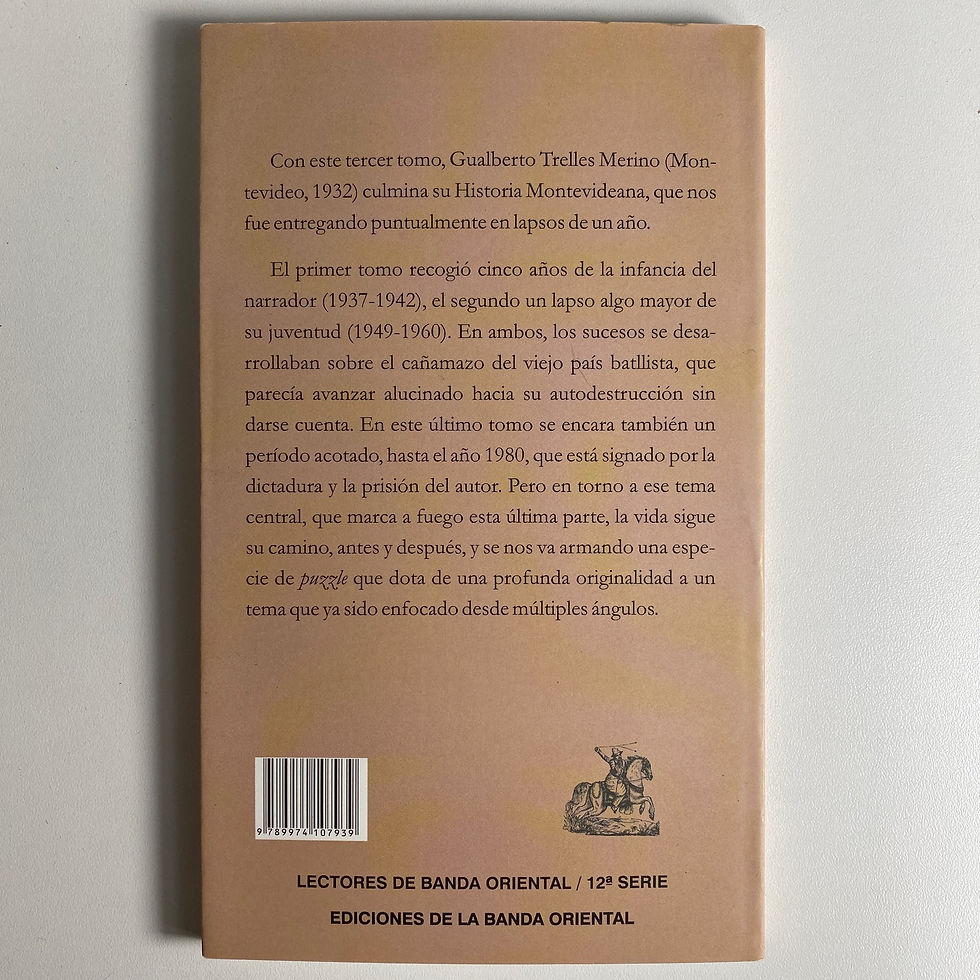 Con este tercer tomo, Gualberto Trelles Merino (Mon-
tevideo, 1932) culmina su Historia Montevideana, que nos
fue entregando puntualmente en lapsos de un año.
El primer tomo recogió cinco años de la infancia del
narrador (1937-1942), el segundo un lapso algo mayor de
su juventud (1949-1960). En ambos, los sucesos se desa-
rrollaban sobre el cañamazo del viejo país batllista, que
parecía avanzar alucinado hacia su autodestrucción sin
darse cuenta. En este último tomo se encara también un
período acotado, hasta el año 1980, que está signado por la
dictadura y la prisión del autor. Pero en torno a ese tema
central, que marca a fuego esta última parte, la vida sigue
su camino, antes y después, y se nos va armando una espe-
cie de puzzle que dota de una profunda originalidad a un
tema que ya sido enfocado desde múltiples ángulos.
9 789974 107939
LECTORES DE BANDA ORIENTAL / 12ª SERIE
EDICIONES DE LA BANDA ORIENTAL